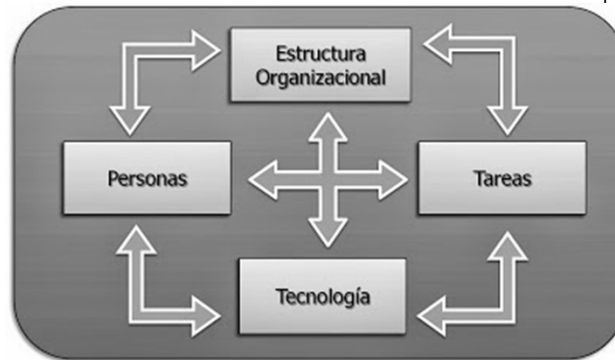 Estructura
Organizacional
Personas
Tareas
Tecnología